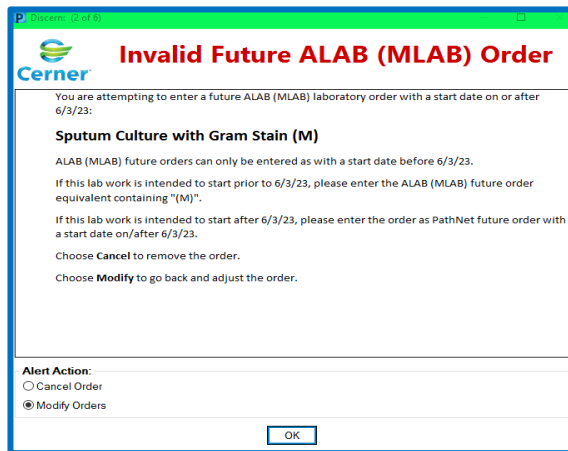 Discern: (2 of 6)
Cerner
Invalid Future ALAB (MLAB) Order
You are attempting to enter a future ALAB (MLAB) laboratory order with a start date on or after
6/3/23:
Sputum Culture with Gram Stain (M)
ALAB (MLAB) future orders can only be entered as with a start date before 6/3/23.
If this lab work is intended to start prior to 6/3/23, please enter the ALAB (MLAB) future order
equivalent containing "(M)".
If this lab work is intended to start after 6/3/23, please enter the order as PathNet future order with
a start date on/after 6/3/23.
Choose Cancel to remove the order.
Choose Modify to go back and adjust the order.
Alert Action:
Cancel Order
Modify Orders
OK